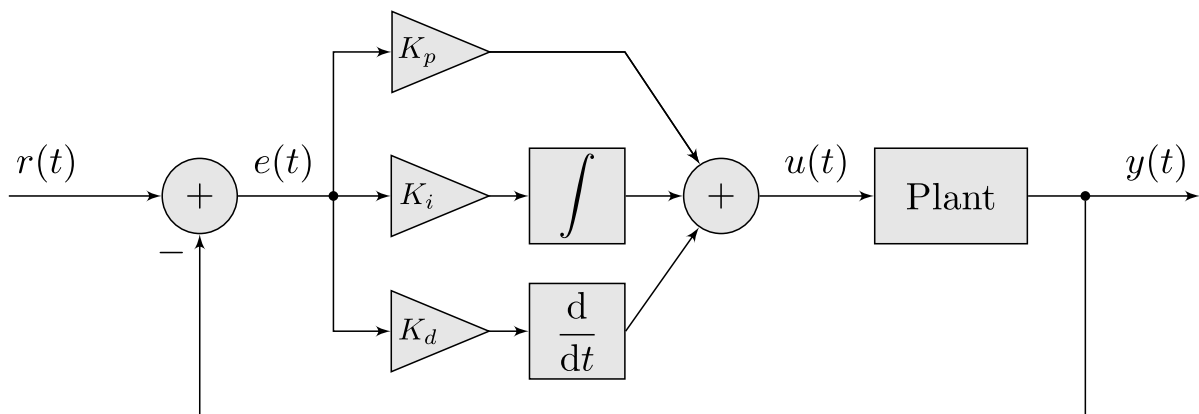 K_p
r(t) + e(t) K_i ∫ + u(t) Plant y(t)
−
K_d d/dt